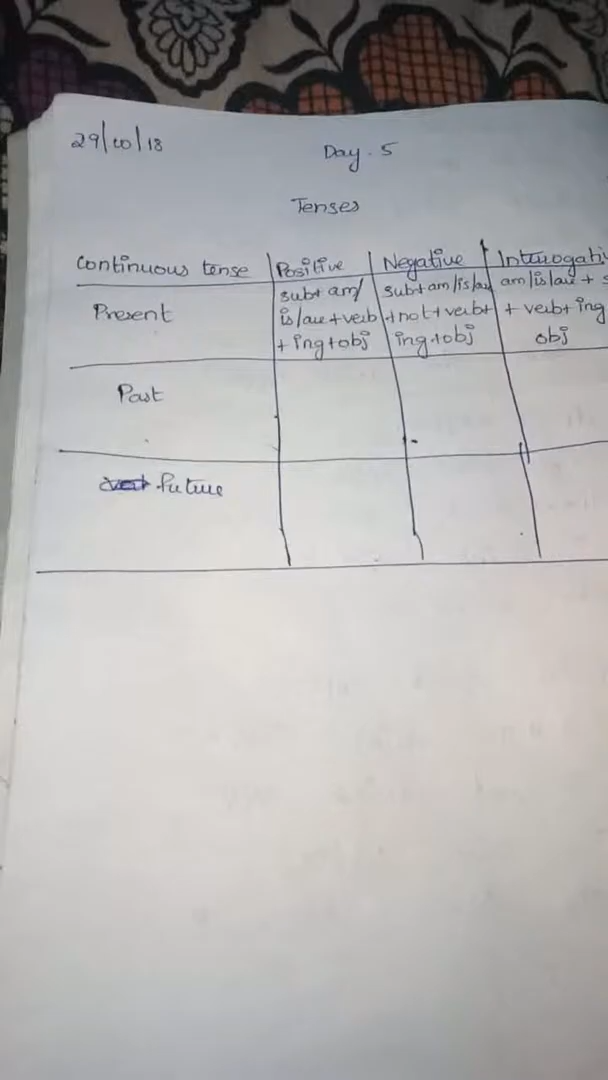 29/10/18
Day. 5
Tenses
Continuous tense Positive Negative Interrogati
Present
sub+ am/
is/are + verb
+ ing + obj
sub + am/is/are
+ not + verb +
ing + obj
am/is/are + s
+ verb + ing
obj
Past
future